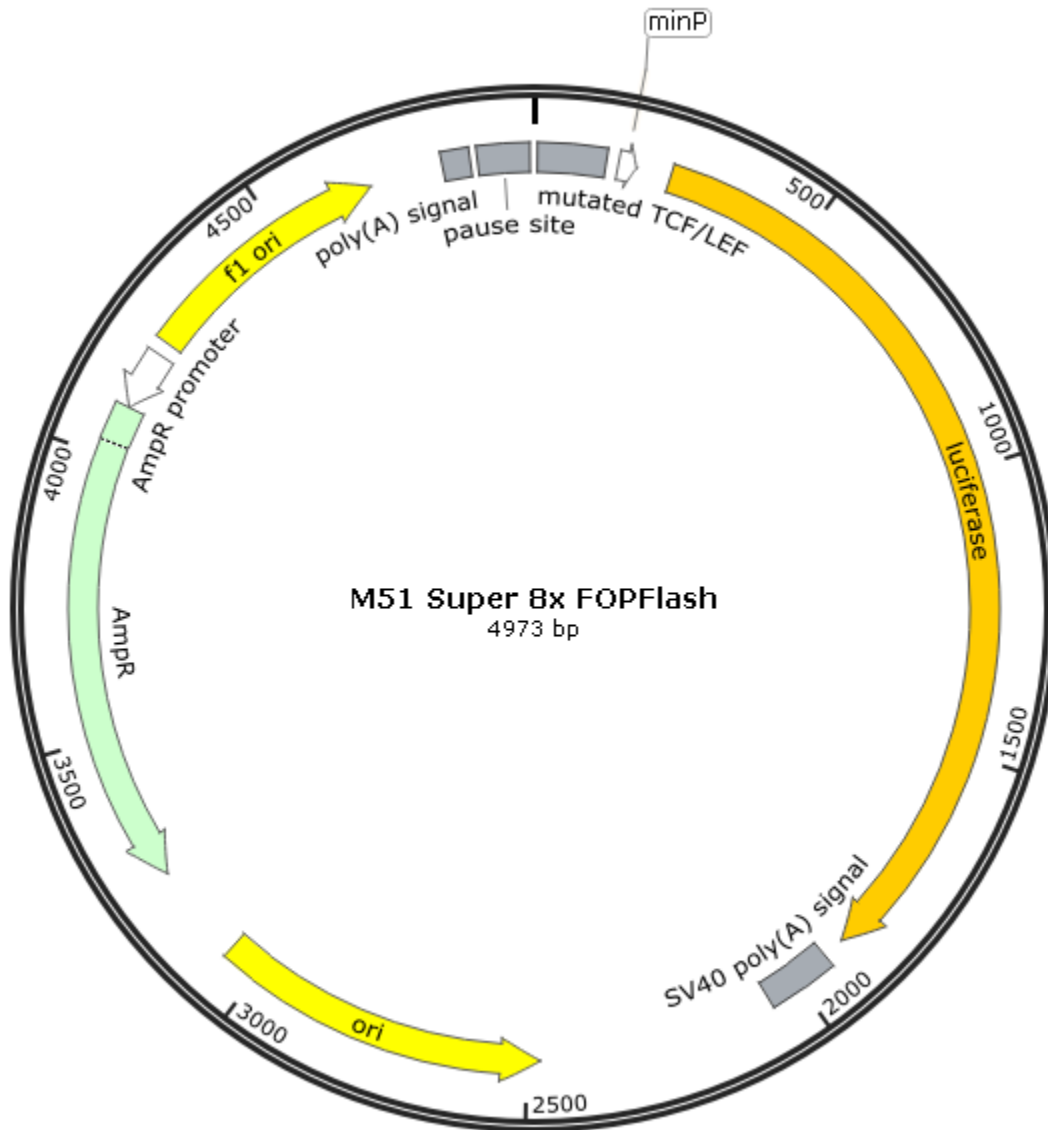 minP
500
mutated TCF/LEF
pause site
poly(A) signal
4500
f1 ori
AmpR promoter
1000
luciferase
4000
M51 Super 8x FOPFlash
4973 bp
AmpR
1500
3500
SV40 poly(A) signal
2000
3000
ori
2500